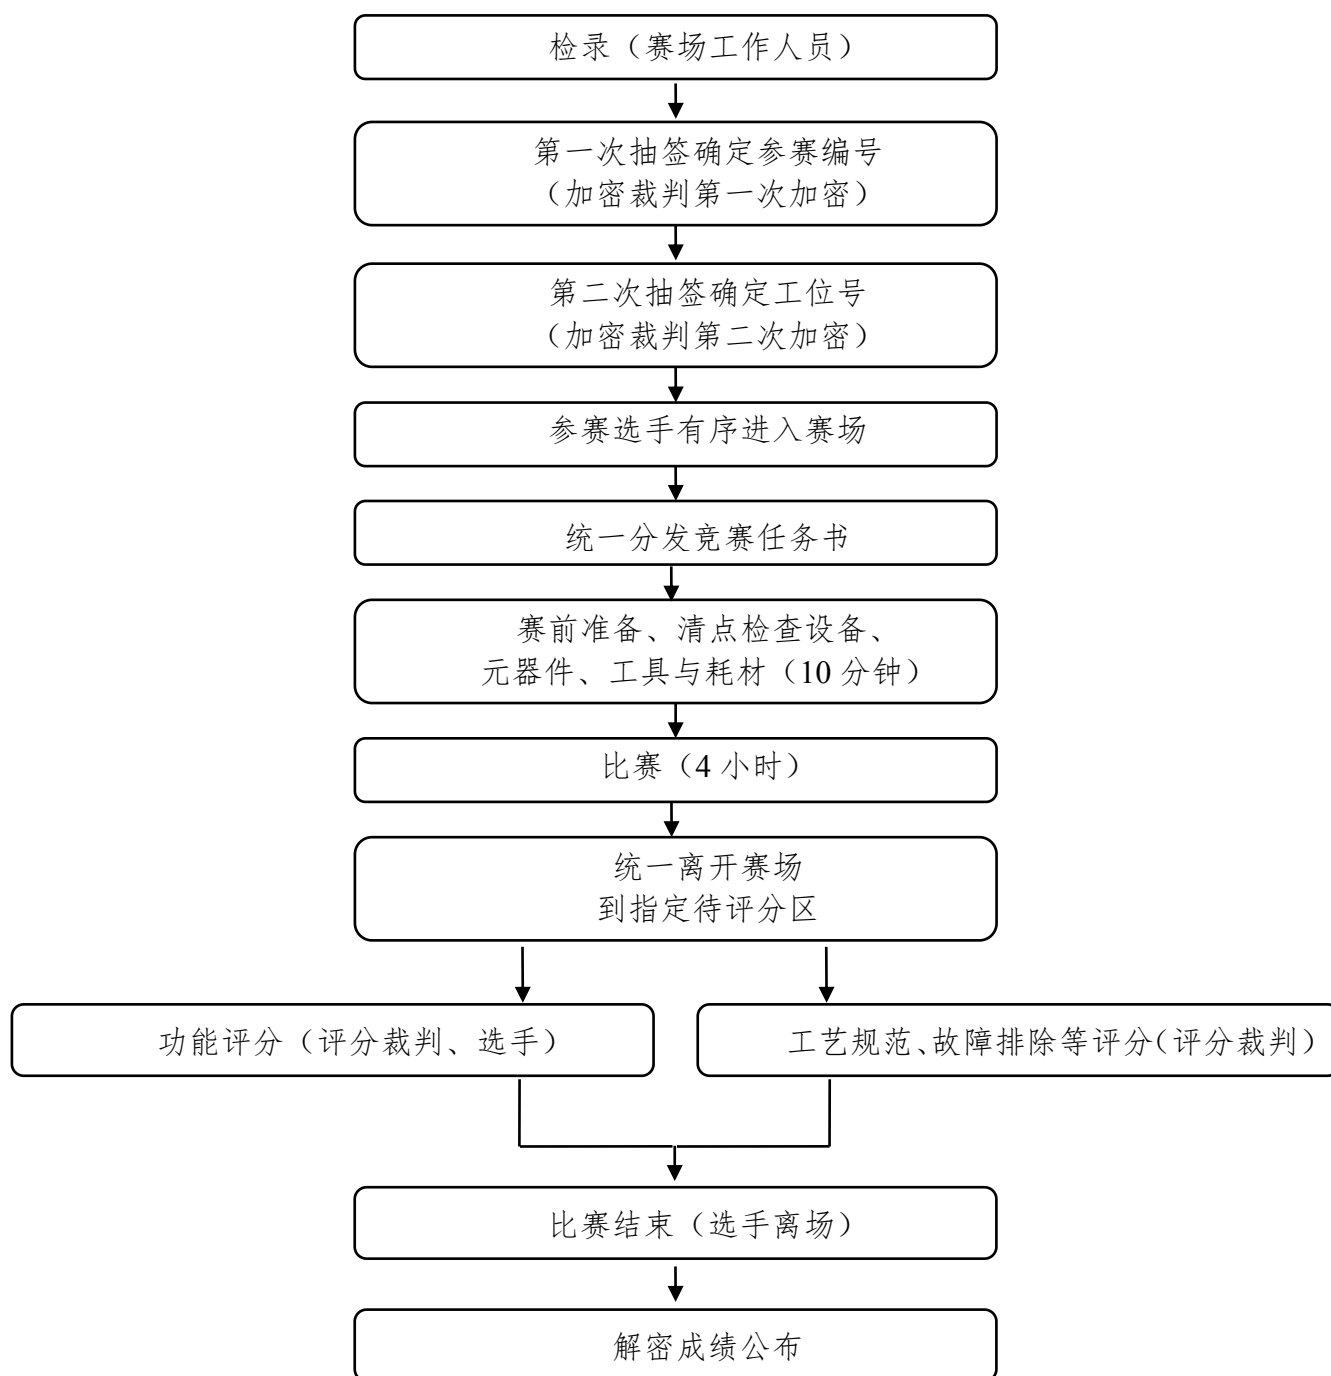 检录（赛场工作人员）
第一次抽签确定参赛编号
（加密裁判第一次加密）
第二次抽签确定工位号
（加密裁判第二次加密）
参赛选手有序进入赛场
统一分发竞赛任务书
赛前准备、清点检查设备、
元器件、工具与耗材（10 分钟）
比赛（4 小时）
统一离开赛场
到指定待评分区
功能评分（评分裁判、选手）
工艺规范、故障排除等评分（评分裁判）
比赛结束（选手离场）
解密成绩公布